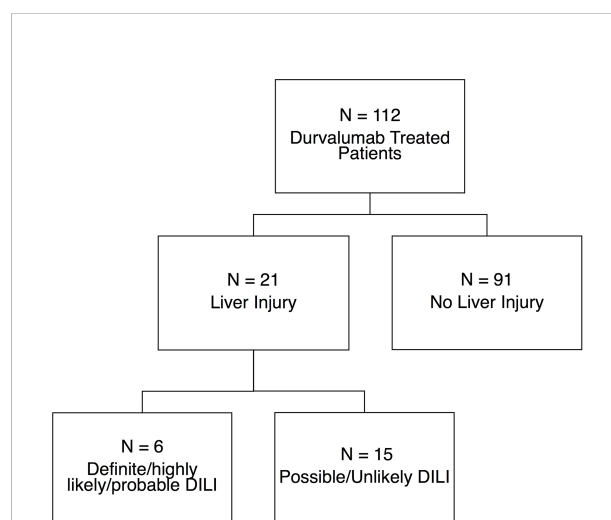 N = 112
Durvalumab Treated
Patients
N = 21
Liver Injury
N = 91
No Liver Injury
N = 6
Definite/highly
likely/probable DILI
N = 15
Possible/Unlikely DILI